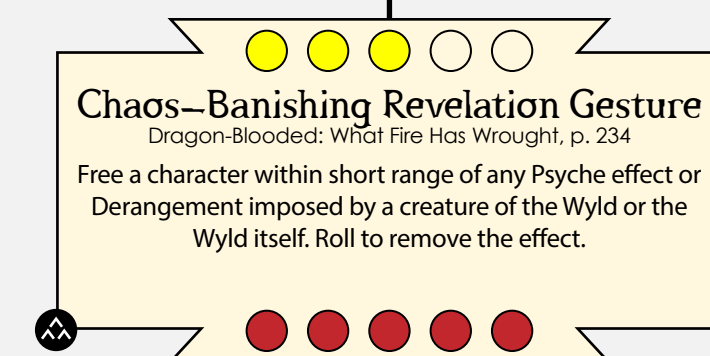 Chaos-Banishing Revelation Gesture
Dragon-Blooded: What Fire Has Wrought, p. 234
Free a character within short range of any Psyche effect or
Derangement imposed by a creature of the Wyld or the
Wyld itself. Roll to remove the effect.